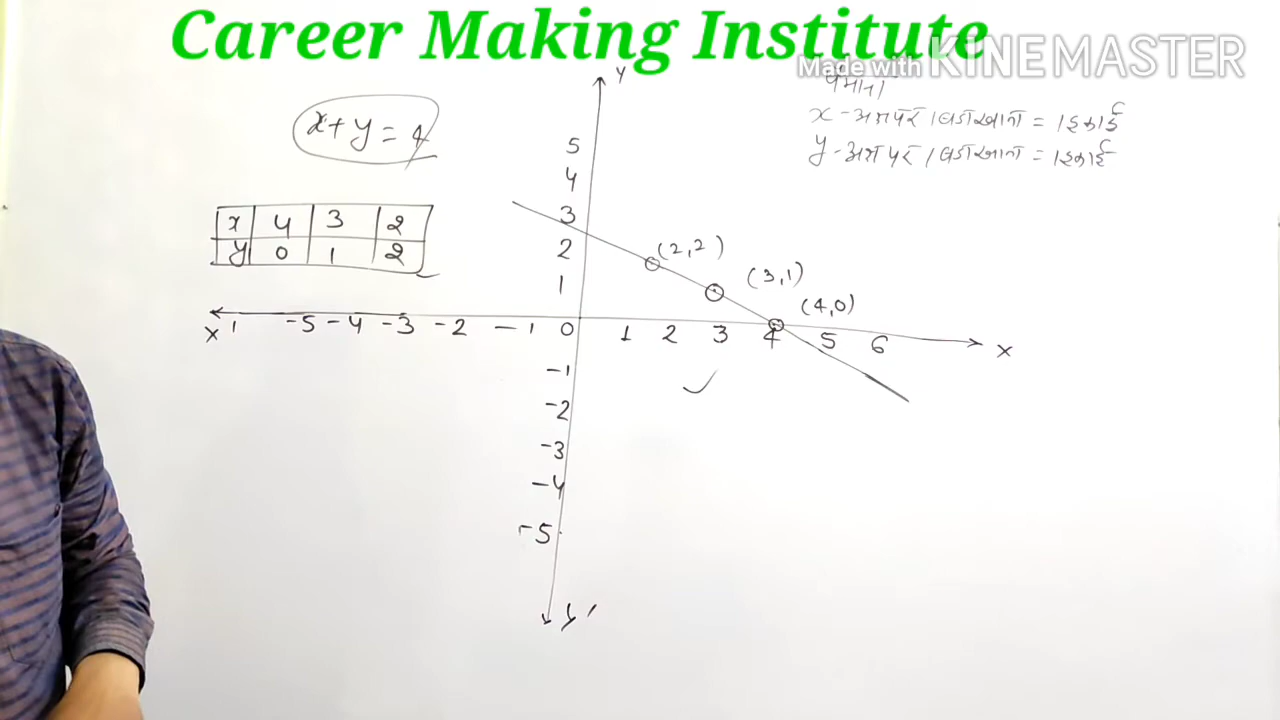 Career Making Institute
Made with KINEMASTER
पैमाना
x-अक्ष पर 1 बड़ा खाना = 1 इकाई
y-अक्ष पर 1 बड़ा खाना = 1 इकाई
x + y = 4
x 4 3 2
y 0 1 2
Y
5
4
3
2
1
(2,2)
(3,1)
(4,0)
X' -5 -4 -3 -2 -1 0 1 2 3 4 5 6 X
-1
-2
-3
-4
-5
Y'